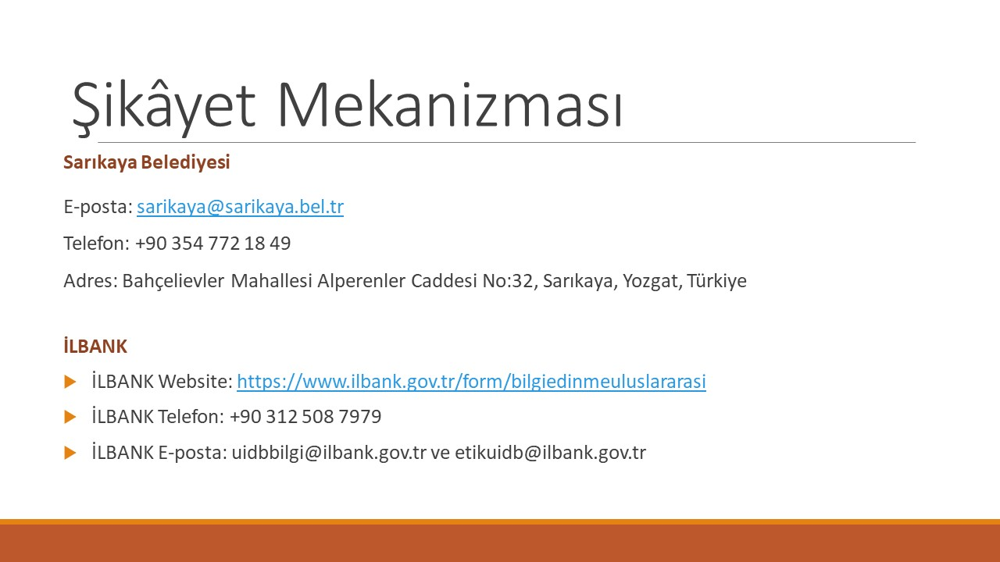 Şikâyet Mekanizması
Sarıkaya Belediyesi
E-posta: sarikaya@sarikaya.bel.tr
Telefon: +90 354 772 18 49
Adres: Bahçelievler Mahallesi Alperenler Caddesi No:32, Sarıkaya, Yozgat, Türkiye
İLBANK
İLBANK Website: https://www.ilbank.gov.tr/form/bilgiedinmeuluslararasi
İLBANK Telefon: +90 312 508 7979
İLBANK E-posta: uidbbilgi@ilbank.gov.tr ve etikuidb@ilbank.gov.tr